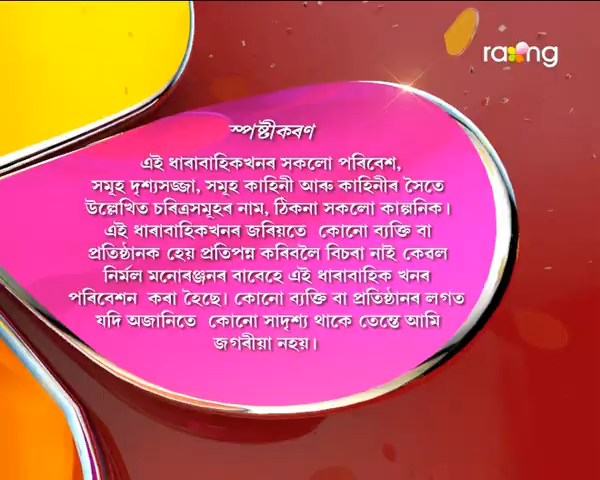 rang
স্পষ্টীকৰণ
এই ধাৰাবাহিকখনৰ সকলো পৰিবেশ,
সমূহ দৃশ্যসজ্জা, সমূহ কাহিনী আৰু কাহিনীৰ সৈতে
উল্লেখিত চৰিত্ৰসমূহৰ নাম, ঠিকনা সকলো কাল্পনিক।
এই ধাৰাবাহিকখনৰ জৰিয়তে কোনো ব্যক্তি বা
প্ৰতিষ্ঠানক হেয় প্ৰতিপন্ন কৰিবলৈ বিচৰা নাই কেৱল
নিৰ্মল মনোৰঞ্জনৰ বাবেহে এই ধাৰাবাহিক খনৰ
পৰিবেশন কৰা হৈছে। কোনো ব্যক্তি বা প্ৰতিষ্ঠানৰ লগত
যদি অজানিতে কোনো সাদৃশ্য থাকে তেন্তে আমি
জগৰীয়া নহয়।